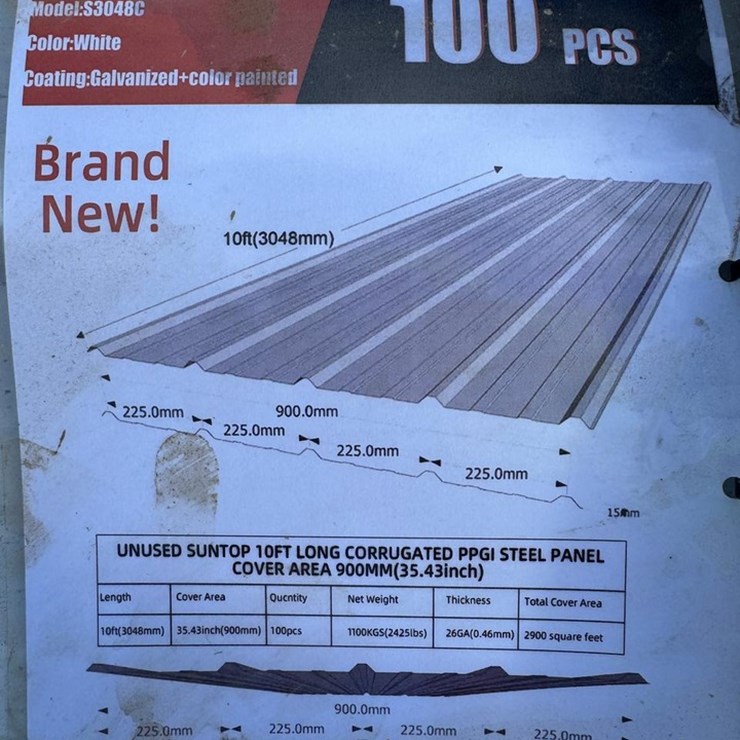 Model:S3048C
Color:White
Coating:Galvanized+color painted
100 PCS
Brand
New!
10ft(3048mm)
225.0mm
900.0mm
225.0mm
225.0mm
225.0mm
15mm
UNUSED SUNTOP 10FT LONG CORRUGATED PPGI STEEL PANEL
COVER AREA 900MM(35.43inch)
Length Cover Area Qucntity Net Weight Thickness Total Cover Area
10ft(3048mm) 35.43inch(900mm) 100pcs 1100KGS(2425lbs) 26GA(0.46mm) 2900 square feet
900.0mm
225.0mm 225.0mm 225.0mm 225.0mm